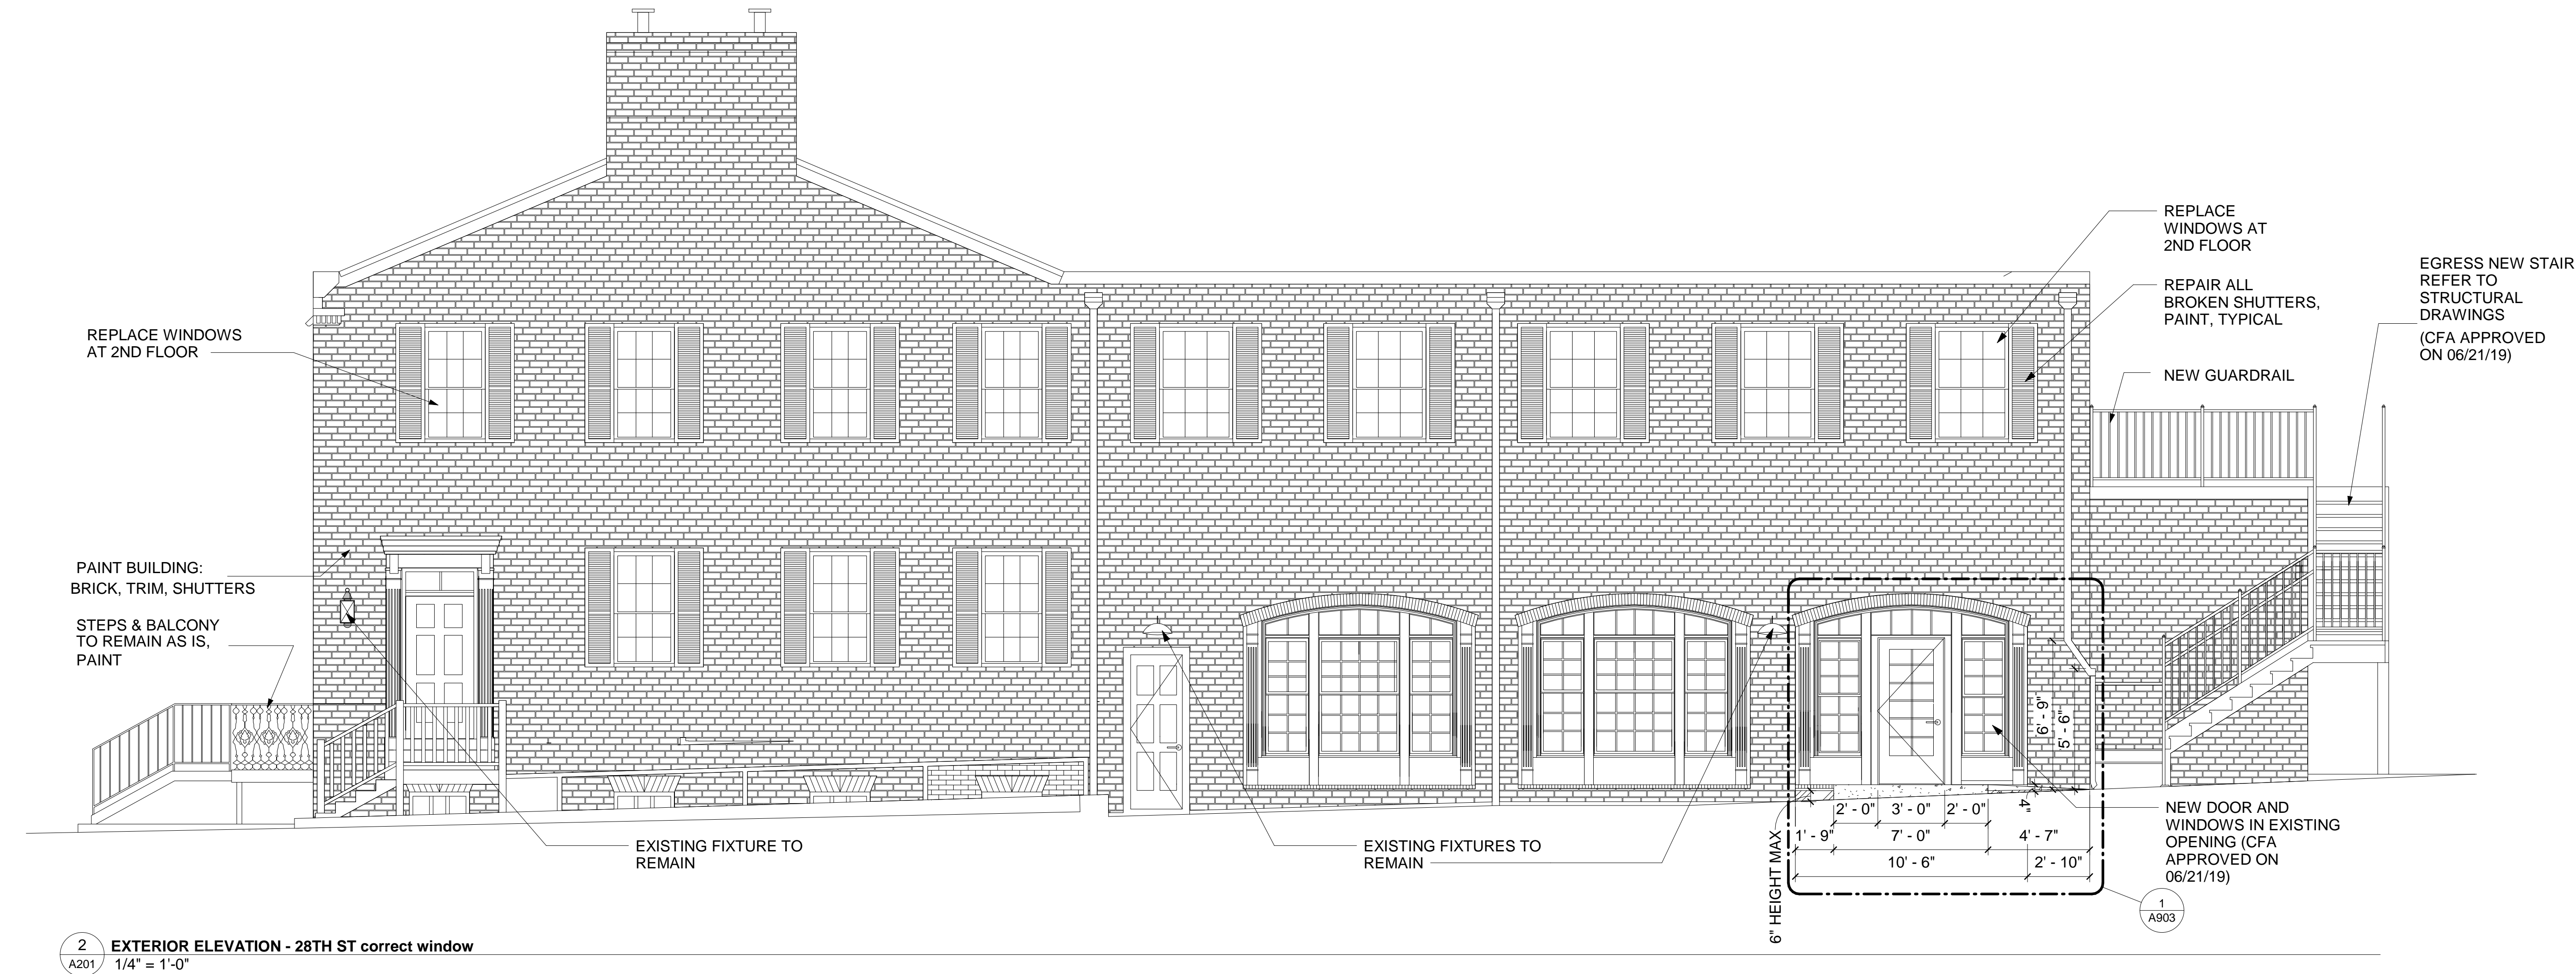 REPLACE
WINDOWS AT
2ND FLOOR
EGRESS NEW STAIR
REFER TO
STRUCTURAL
DRAWINGS
(CFA APPROVED
ON 06/21/19)
REPAIR ALL
BROKEN SHUTTERS,
PAINT, TYPICAL
REPLACE WINDOWS
AT 2ND FLOOR
NEW GUARDRAIL
PAINT BUILDING:
BRICK, TRIM, SHUTTERS
STEPS & BALCONY
TO REMAIN AS IS,
PAINT
6' - 9"
5' - 6"
4"
2' - 0" 3' - 0" 2' - 0"
1' - 9" 7' - 0" 4' - 7"
10' - 6" 2' - 10"
6" HEIGHT MAX
NEW DOOR AND
WINDOWS IN EXISTING
OPENING (CFA
APPROVED ON
06/21/19)
EXISTING FIXTURE TO
REMAIN
EXISTING FIXTURES TO
REMAIN
1
A903
2
A201
EXTERIOR ELEVATION - 28TH ST correct window
1/4" = 1'-0"